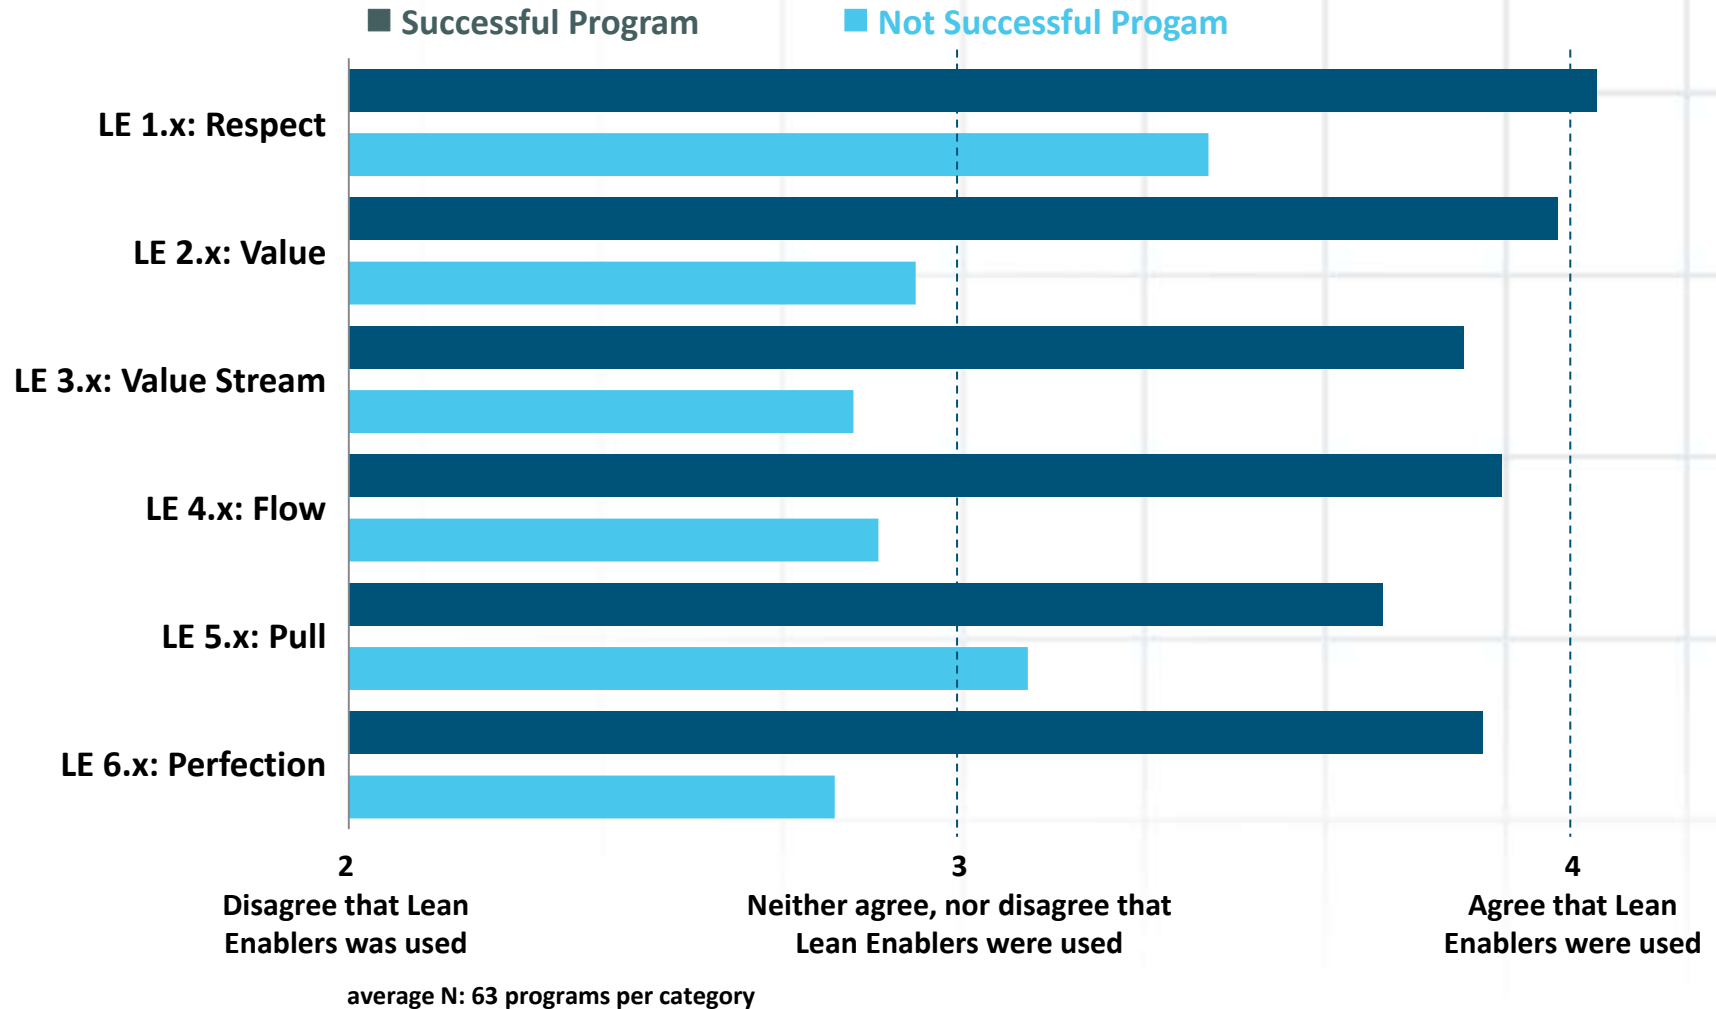 Successful Program
Not Successful Progam
LE 1.x: Respect
LE 2.x: Value
LE 3.x: Value Stream
LE 4.x: Flow
LE 5.x: Pull
LE 6.x: Perfection
2
Disagree that Lean
Enablers was used
3
Neither agree, nor disagree that
Lean Enablers were used
4
Agree that Lean
Enablers were used
average N: 63 programs per category